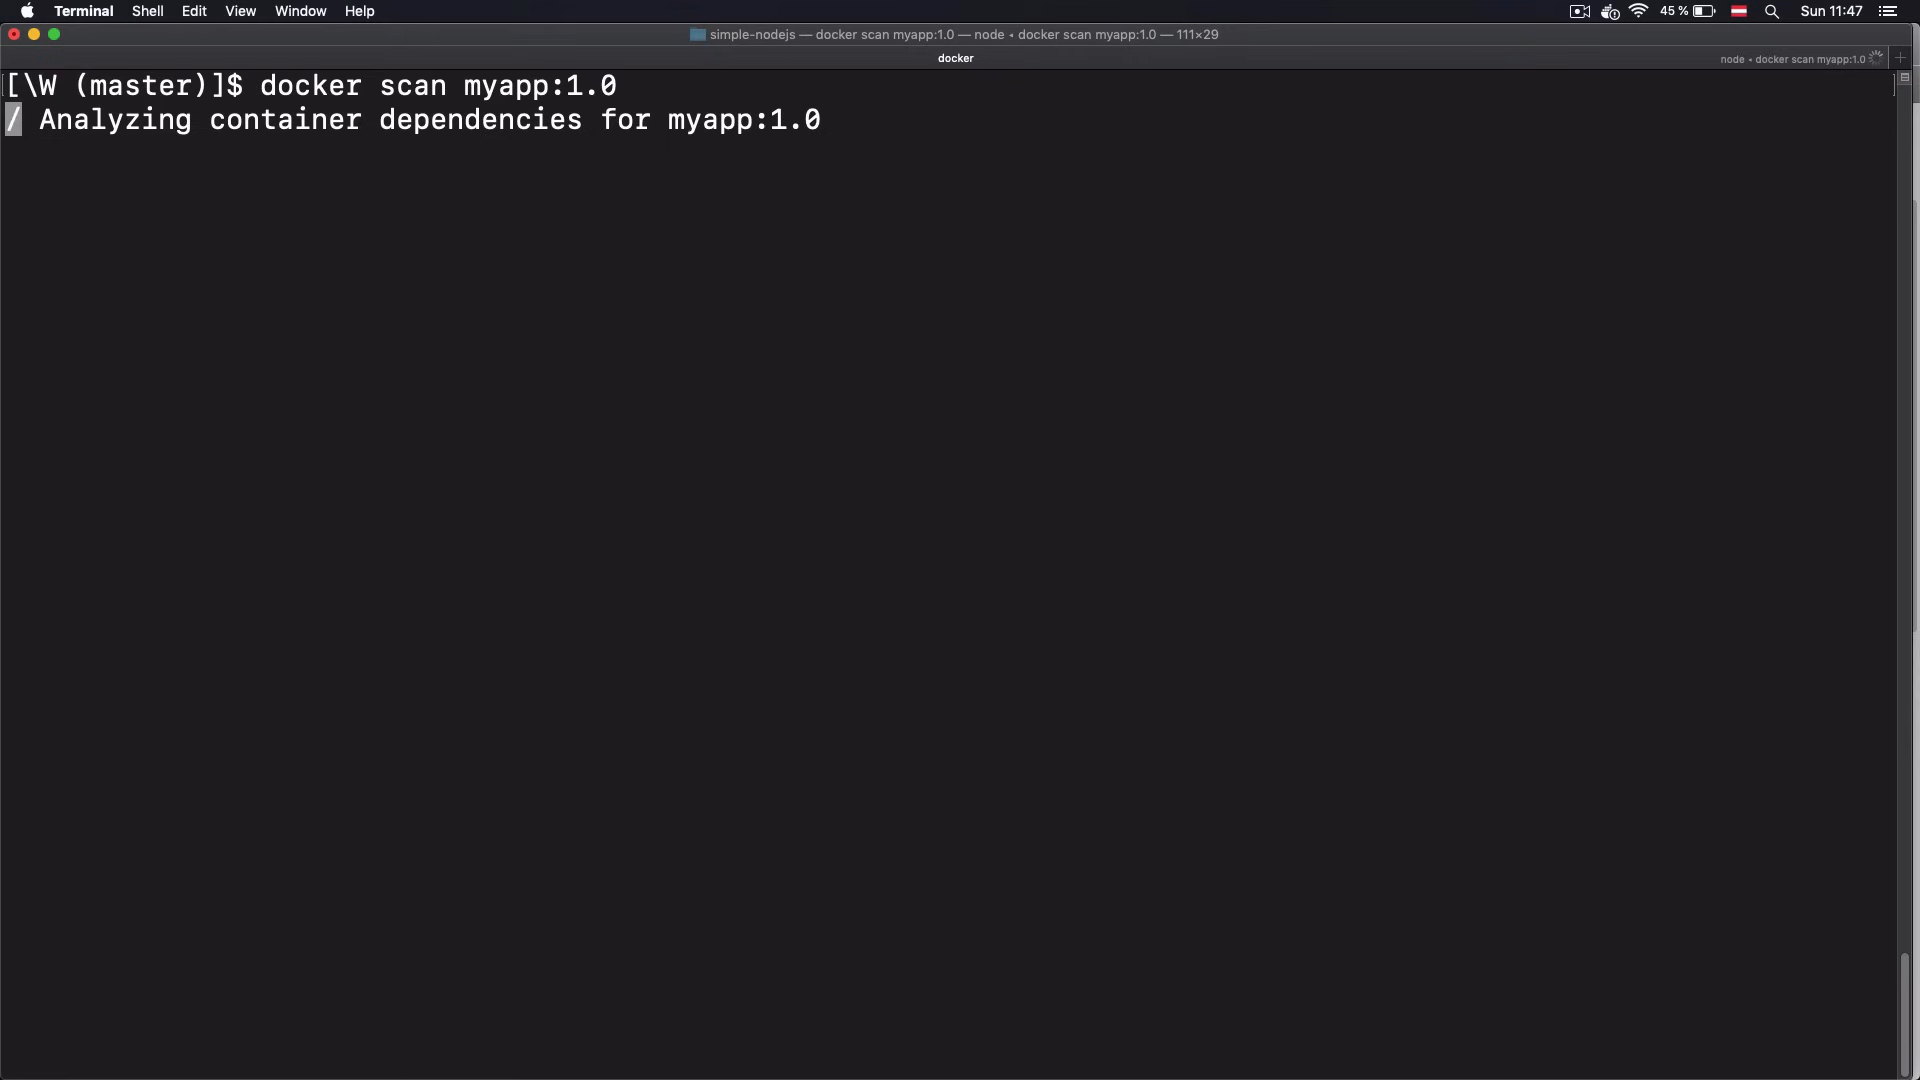 Terminal Shell Edit View Window Help 45 % Sun 11:47
simple-nodejs — docker scan myapp:1.0 — node ◂ docker scan myapp:1.0 — 111×29
docker node ◂ docker scan myapp:1.0
[\W (master)]$ docker scan myapp:1.0
/ Analyzing container dependencies for myapp:1.0